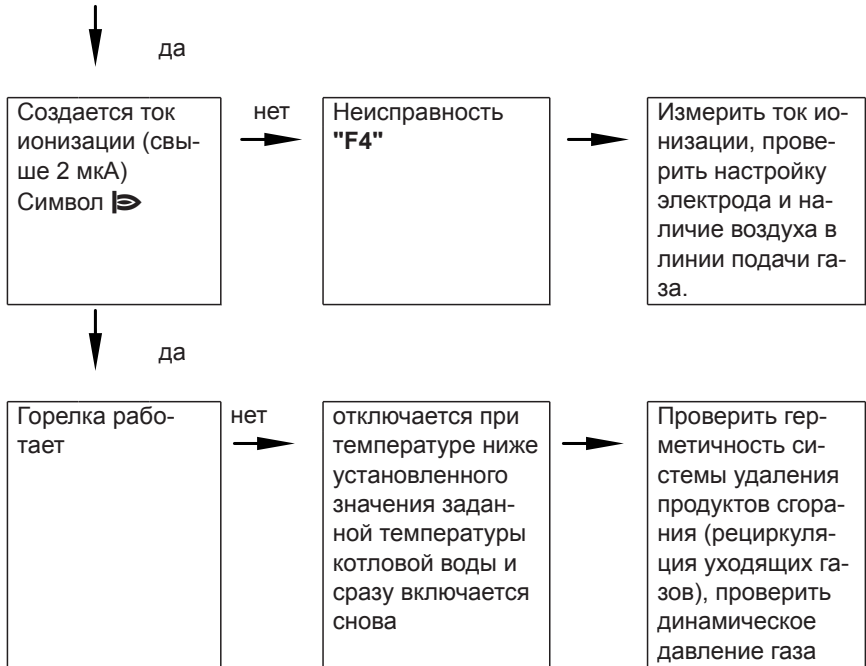 да
Создается ток
ионизации (свы-
ше 2 мкА)
Символ
нет
Неисправность
"F4"
Измерить ток ио-
низации, прове-
рить настройку
электрода и на-
личие воздуха в
линии подачи га-
за.
да
Горелка рабо-
тает
нет
отключается при
температуре ниже
установленного
значения задан-
ной температуры
котловой воды и
сразу включается
снова
Проверить гер-
метичность си-
стемы удаления
продуктов сгора-
ния (рециркуля-
ция уходящих га-
зов), проверить
динамическое
давление газа